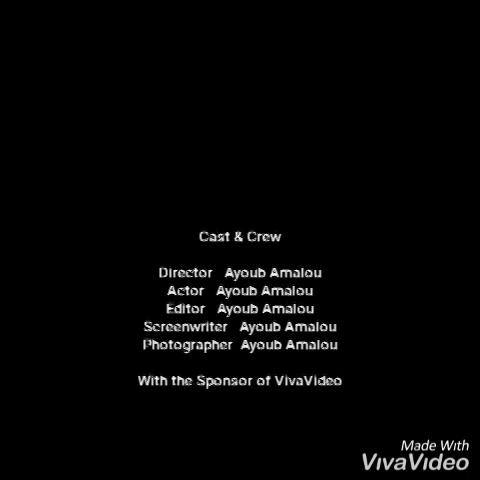 Cast & Crew
Director Ayoub Amalou
Actor Ayoub Amalou
Editor Ayoub Amalou
Screenwriter Ayoub Amalou
Photographer Ayoub Amalou
With the Sponsor of VivaVideo
Made With
VivaVideo